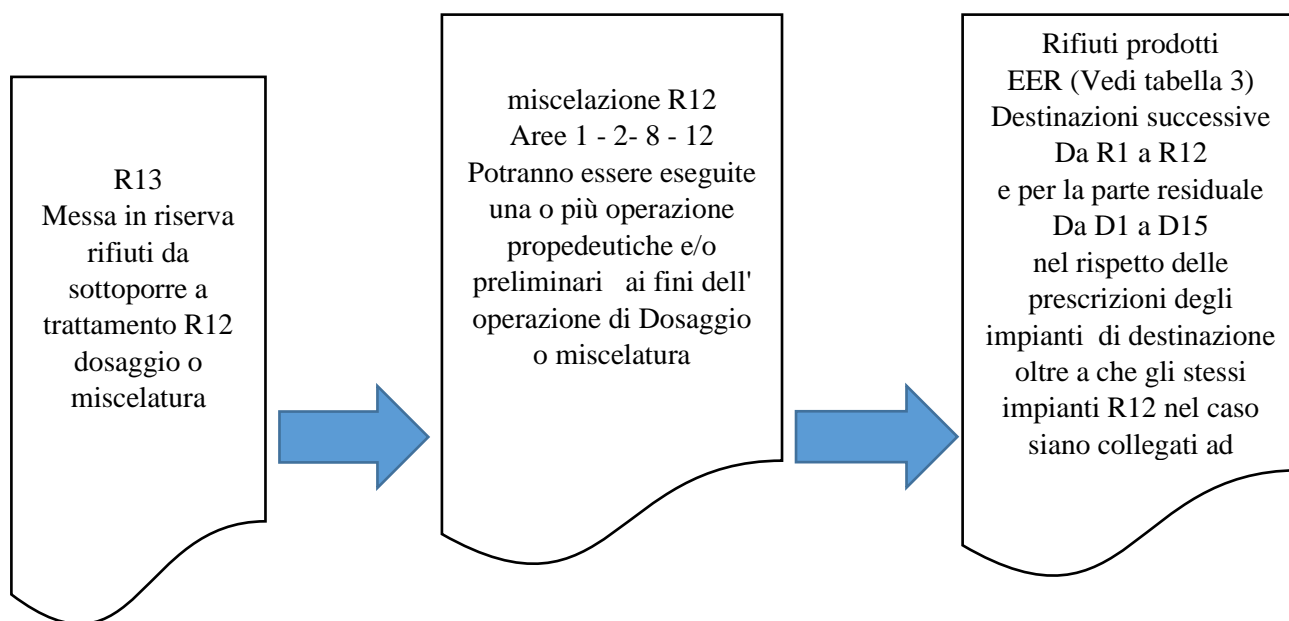 R13
Messa in riserva
rifiuti da
sottoporre a
trattamento R12
dosaggio o
miscelatura
miscelazione R12
Aree 1 - 2- 8 - 12
Potranno essere eseguite
una o più operazione
propedeutiche e/o
preliminari ai fini dell'
operazione di Dosaggio
o miscelatura
Rifiuti prodotti
EER (Vedi tabella 3)
Destinazioni successive
Da R1 a R12
e per la parte residuale
Da D1 a D15
nel rispetto delle
prescrizioni degli
impianti di destinazione
oltre a che gli stessi
impianti R12 nel caso
siano collegati ad